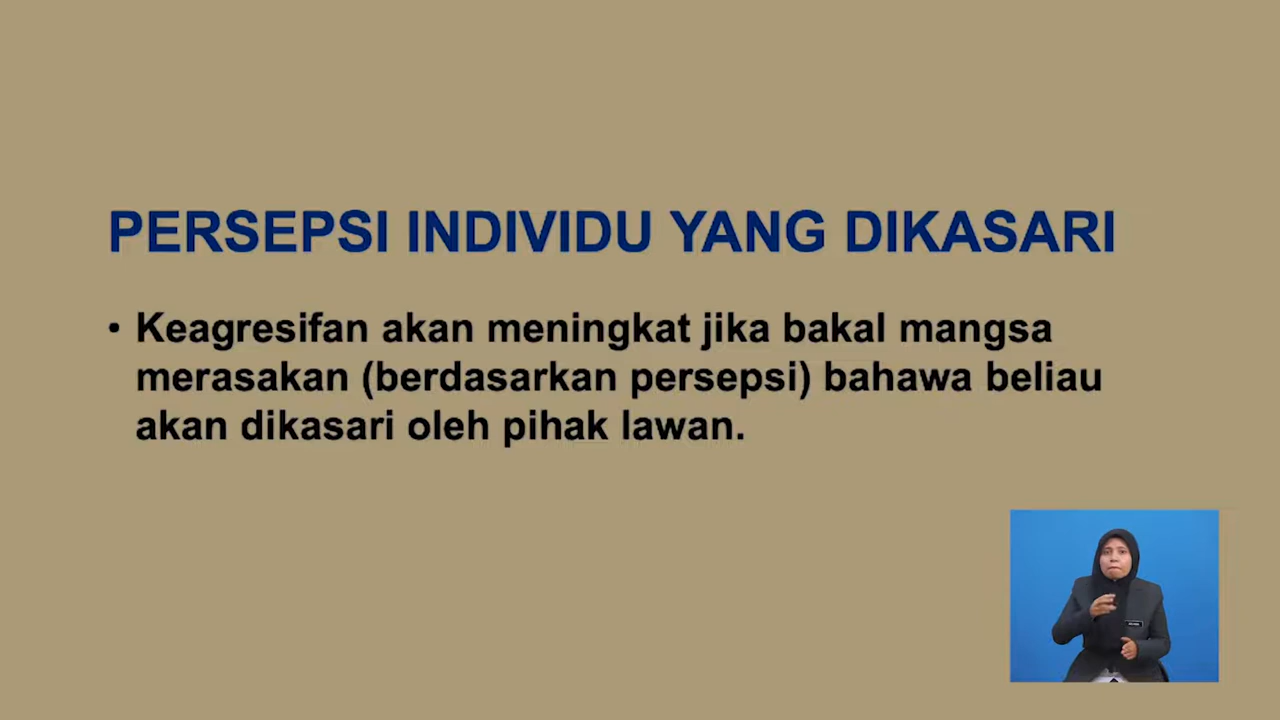 PERSEPSI INDIVIDU YANG DIKASARI
• Keagresifan akan meningkat jika bakal mangsa
merasakan (berdasarkan persepsi) bahawa beliau
akan dikasari oleh pihak lawan.